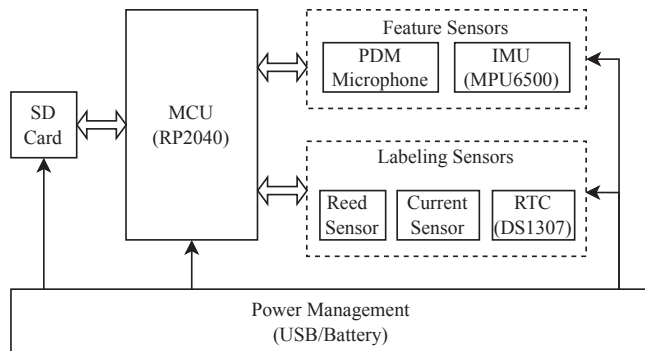 Feature Sensors
PDM
Microphone
IMU
(MPU6500)
SD
Card
MCU
(RP2040)
Labeling Sensors
Reed
Sensor
Current
Sensor
RTC
(DS1307)
Power Management
(USB/Battery)